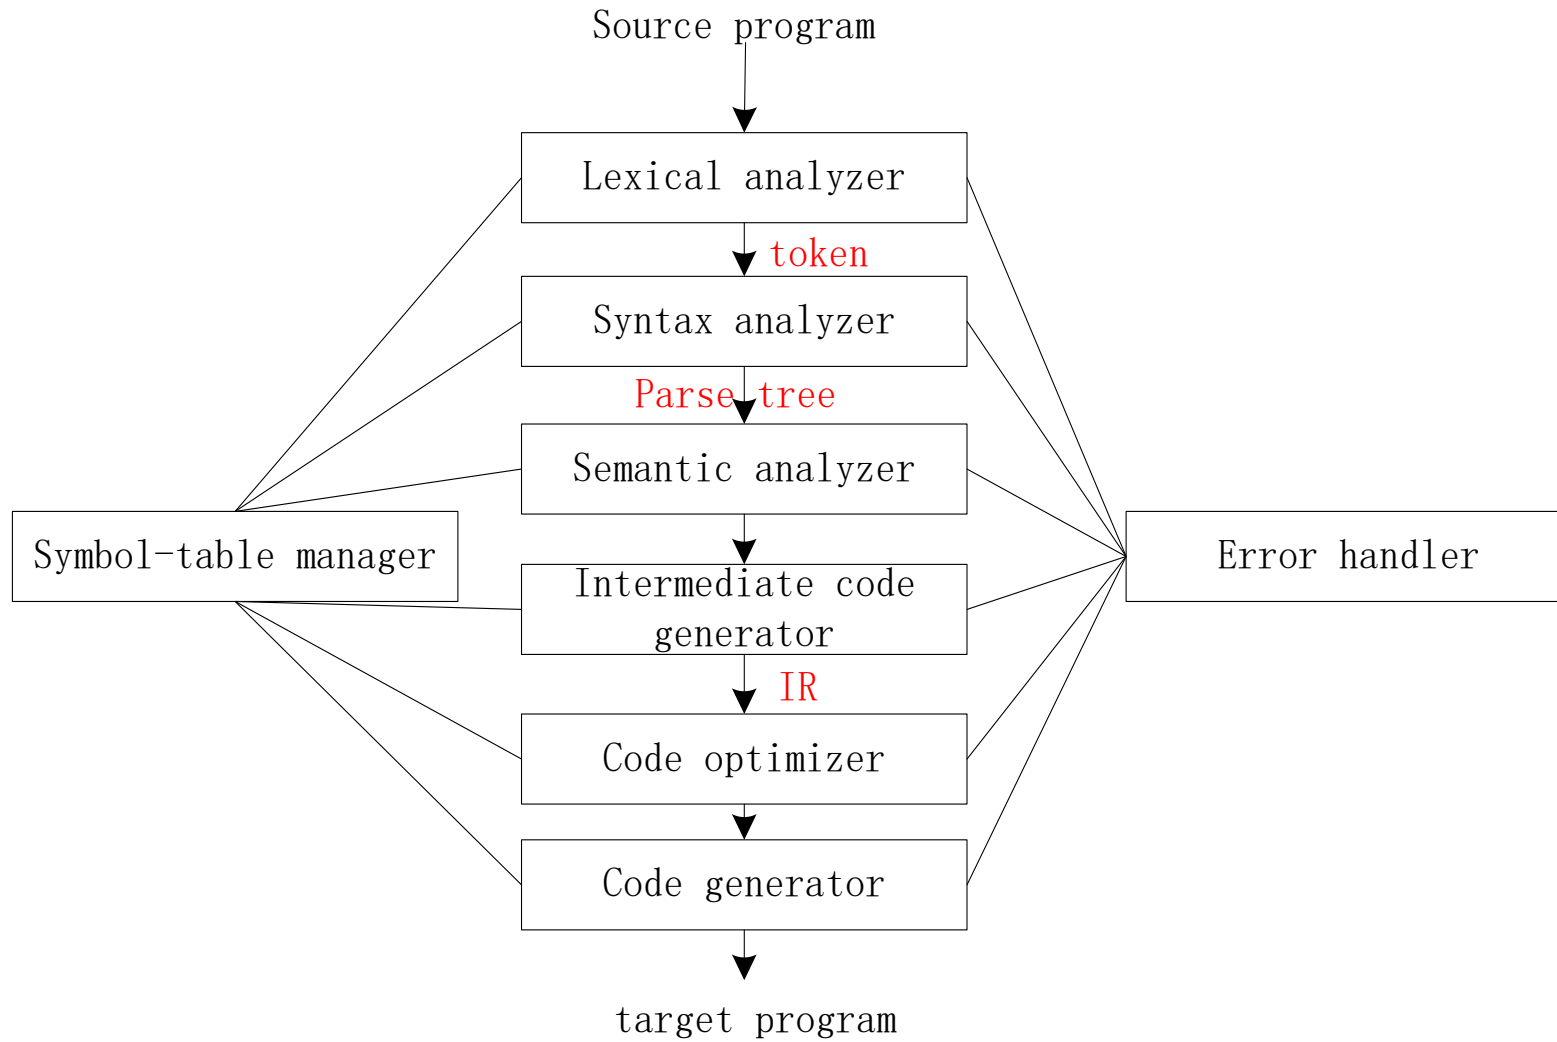 Source program
Lexical analyzer
token
Syntax analyzer
Parse tree
Semantic analyzer
Symbol-table manager
Error handler
Intermediate code
generator
IR
Code optimizer
Code generator
target program